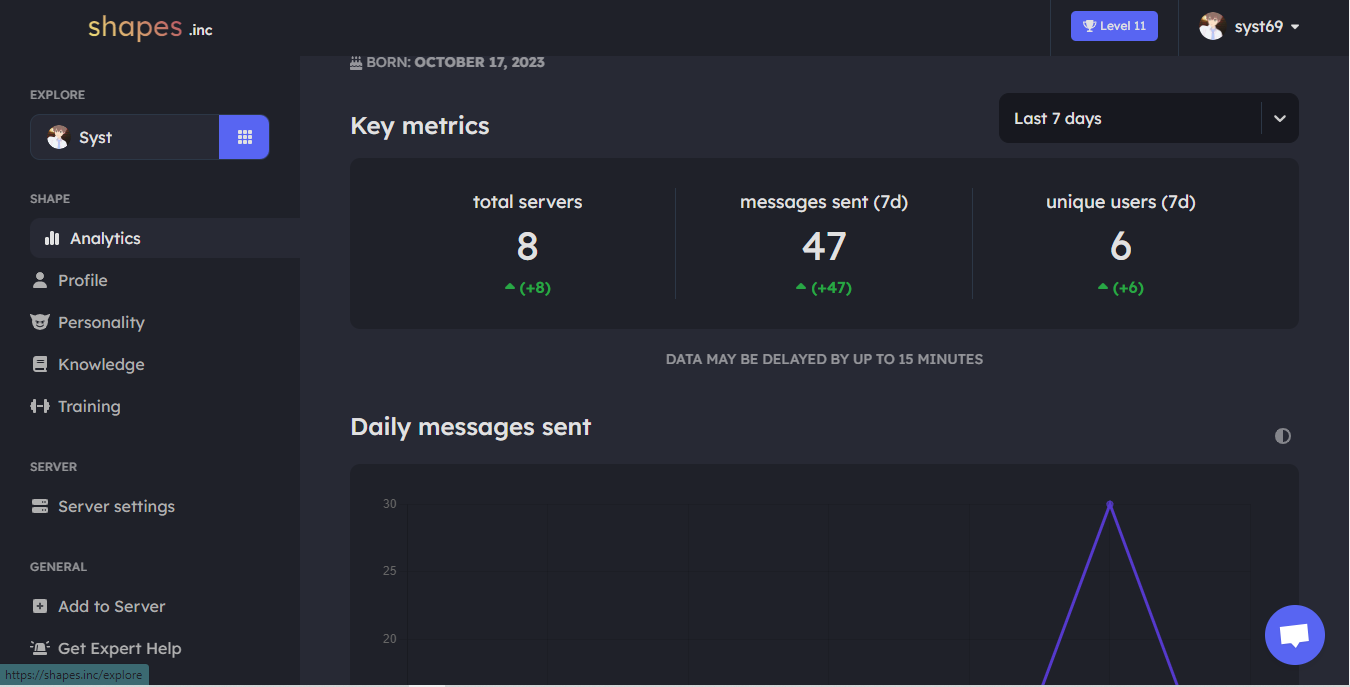 shapes .inc
Level 11
syst69
EXPLORE
Syst
SHAPE
Analytics
Profile
Personality
Knowledge
Training
SERVER
Server settings
GENERAL
Add to Server
Get Expert Help
https://shapes.inc/explore
BORN: OCTOBER 17, 2023
Key metrics
Last 7 days
total servers
8
(+8)
messages sent (7d)
47
(+47)
unique users (7d)
6
(+6)
DATA MAY BE DELAYED BY UP TO 15 MINUTES
Daily messages sent
30
25
20